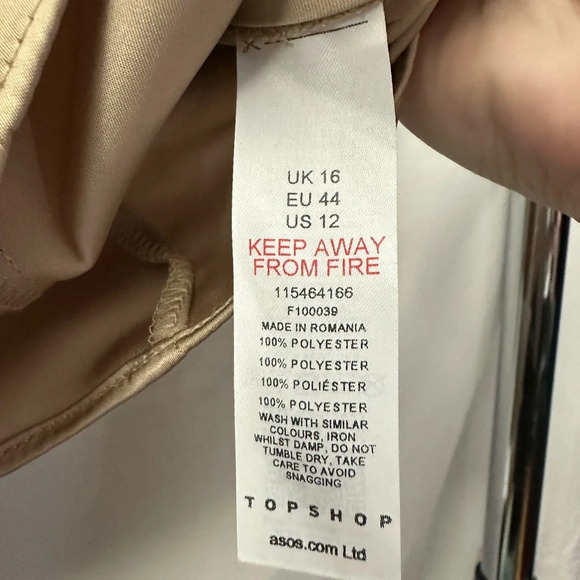 UK 16
EU 44
US 12
KEEP AWAY
FROM FIRE
115464166
F100039
MADE IN ROMANIA
100% POLYESTER
100% POLYESTER
100% POLIÉSTER
100% POLYESTER
WASH WITH SIMILAR
COLOURS, IRON
WHILST DAMP, DO NOT
TUMBLE DRY, TAKE
CARE TO AVOID
SNAGGING
TOPSHOP
asos.com Ltd